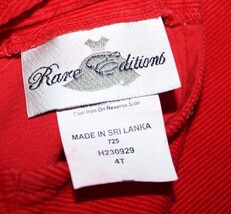 Rare Editions
Cool Iron On Reverse Side
MADE IN SRI LANKA
725
H230929
4T